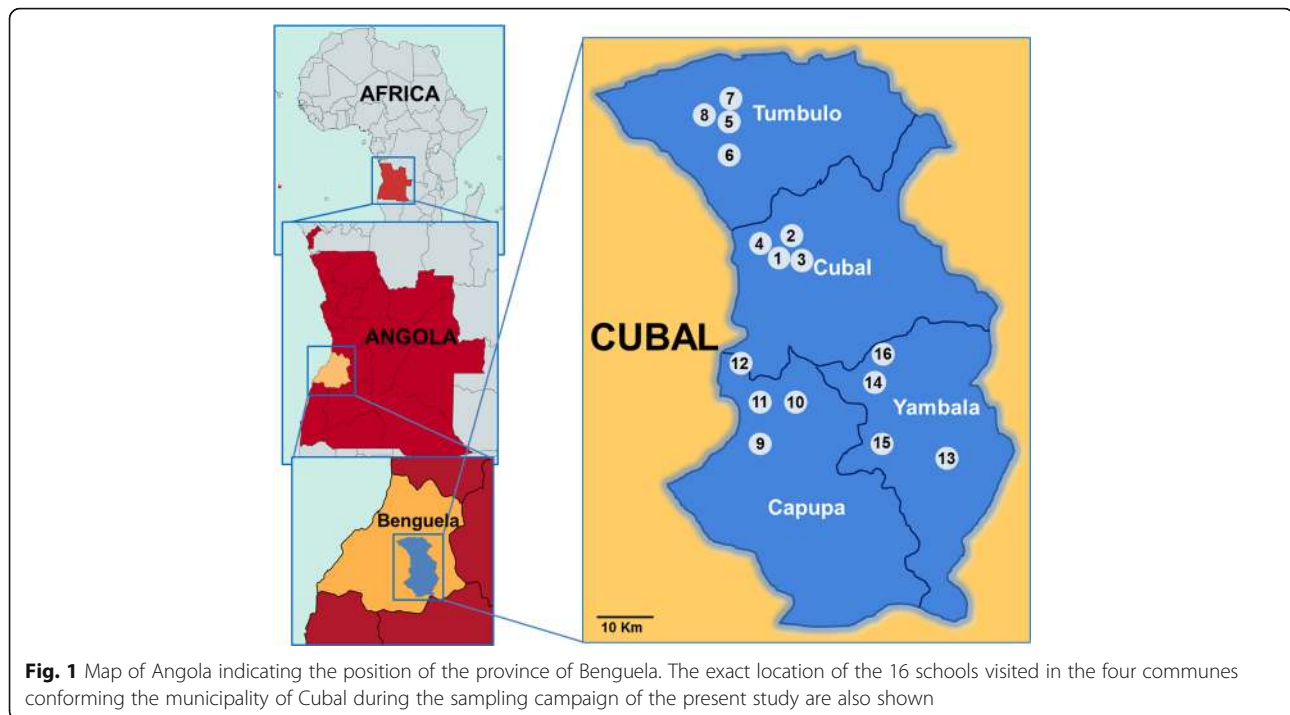 AFRICA
ANGOLA
Benguela
CUBAL
7
8
5
Tumbulo
6
2
4
1
3
Cubal
12
16
14
11
10
Yambala
9
15
13
Capupa
10 Km
Fig. 1 Map of Angola indicating the position of the province of Benguela. The exact location of the 16 schools visited in the four communes
conforming the municipality of Cubal during the sampling campaign of the present study are also shown